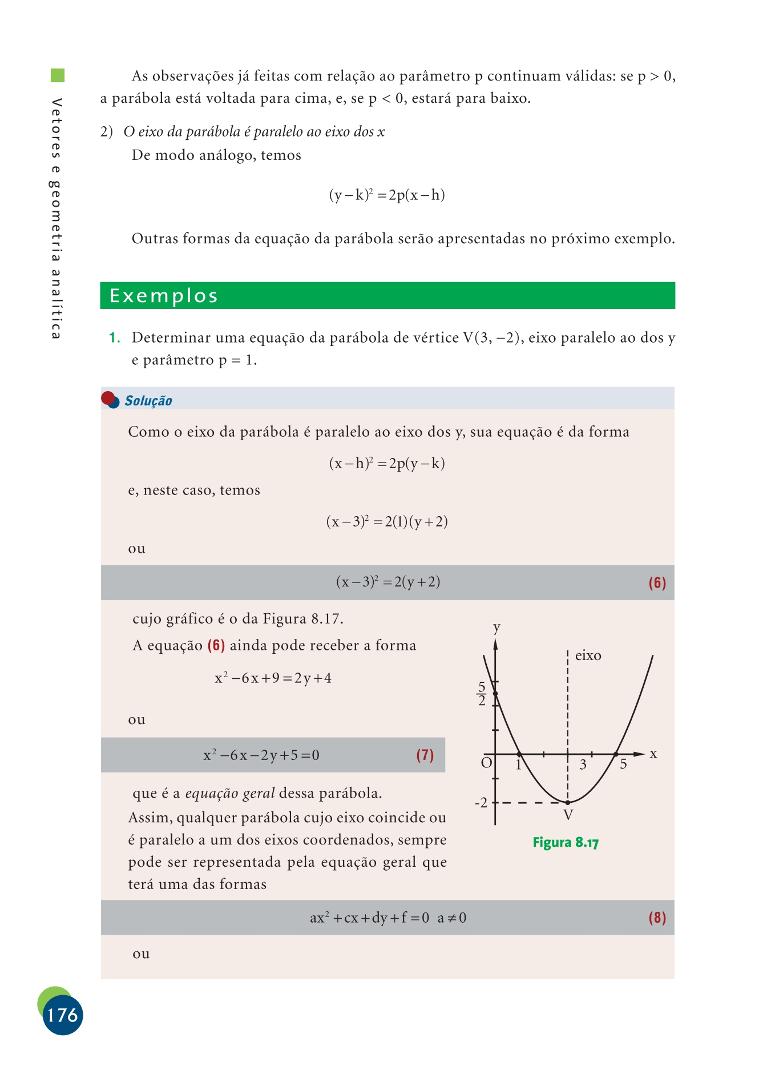 Vetores e geometria analítica
As observações já feitas com relação ao parâmetro p continuam válidas: se p > 0,
a parábola está voltada para cima, e, se p < 0, estará para baixo.
2) O eixo da parábola é paralelo ao eixo dos x
De modo análogo, temos
(y – k)² = 2p(x – h)
Outras formas da equação da parábola serão apresentadas no próximo exemplo.
Exemplos
1. Determinar uma equação da parábola de vértice V(3, –2), eixo paralelo ao dos y
e parâmetro p = 1.
Solução
Como o eixo da parábola é paralelo ao eixo dos y, sua equação é da forma
(x – h)² = 2p(y – k)
e, neste caso, temos
(x – 3)² = 2(1)(y + 2)
ou
(x – 3)² = 2(y + 2) (6)
cujo gráfico é o da Figura 8.17.
A equação (6) ainda pode receber a forma
x² – 6x + 9 = 2y + 4
ou
x² – 6x – 2y + 5 = 0 (7)
que é a equação geral dessa parábola.
Assim, qualquer parábola cujo eixo coincide ou
é paralelo a um dos eixos coordenados, sempre
pode ser representada pela equação geral que
terá uma das formas
y
eixo
5
2
O 1 3 5 x
-2
V
Figura 8.17
ax² + cx + dy + f = 0 a ≠ 0 (8)
ou
176